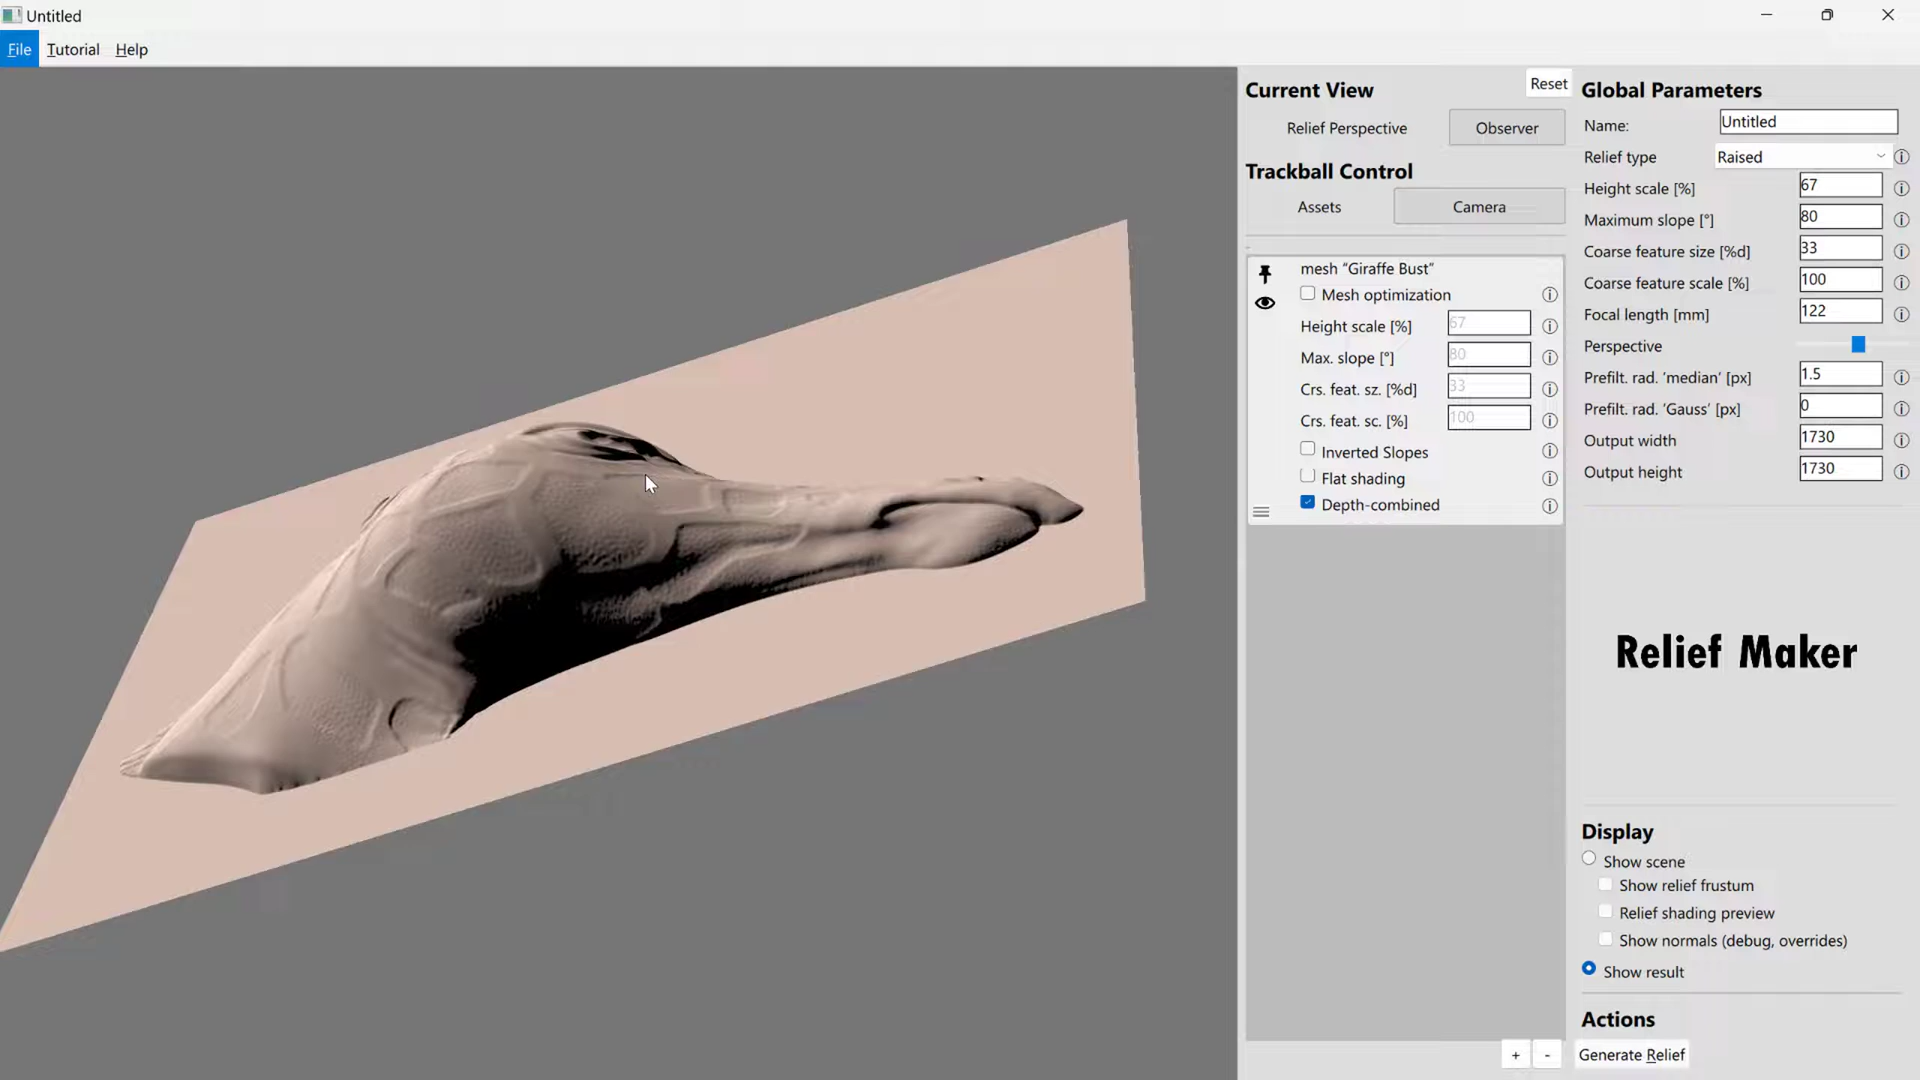 Untitled
File Tutorial Help
Current View
Reset
Relief Perspective
Observer
Trackball Control
Assets
Camera
mesh “Giraffe Bust”
Mesh optimization
Height scale [%] 67
Max. slope [°] 80
Crs. feat. sz. [%d] 33
Crs. feat. sc. [%] 100
Inverted Slopes
Flat shading
Depth-combined
+ -
Global Parameters
Name: Untitled
Relief type Raised
Height scale [%] 67
Maximum slope [°] 80
Coarse feature size [%d] 33
Coarse feature scale [%] 100
Focal length [mm] 122
Perspective
Prefilt. rad. ‘median’ [px] 1.5
Prefilt. rad. ‘Gauss’ [px] 0
Output width 1730
Output height 1730
Relief Maker
Display
Show scene
Show relief frustum
Relief shading preview
Show normals (debug, overrides)
Show result
Actions
Generate Relief